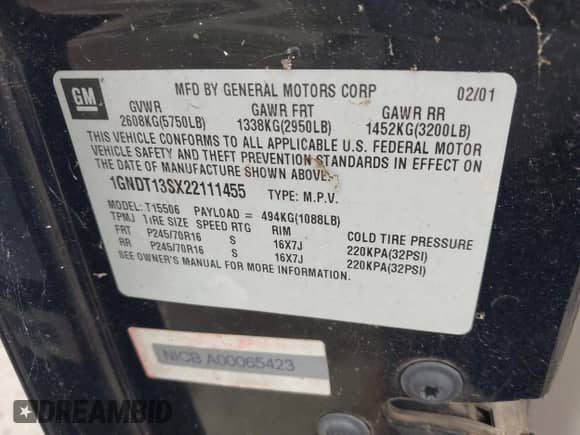 GM
MFD BY GENERAL MOTORS CORP 02/01
GVWR GAWR FRT GAWR RR
2608KG(5750LB) 1338KG(2950LB) 1452KG(3200LB)
THIS VEHICLE CONFORMS TO ALL APPLICABLE U.S. FEDERAL MOTOR
VEHICLE SAFETY AND THEFT PREVENTION STANDARDS IN EFFECT ON
THE DATE OF MANUFACTURE SHOWN ABOVE.
1GNDT13SX22111455 TYPE: M.P.V.
MODEL: T15506 PAYLOAD = 494KG(1088LB)
TPMJ TIRE SIZE SPEED RTG RIM COLD TIRE PRESSURE
FRT P245/70R16 S 16X7J 220KPA(32PSI)
RR P245/70R16 S 16X7J 220KPA(32PSI)
SEE OWNER'S MANUAL FOR MORE INFORMATION.
NICB A00065423
DREAMBID